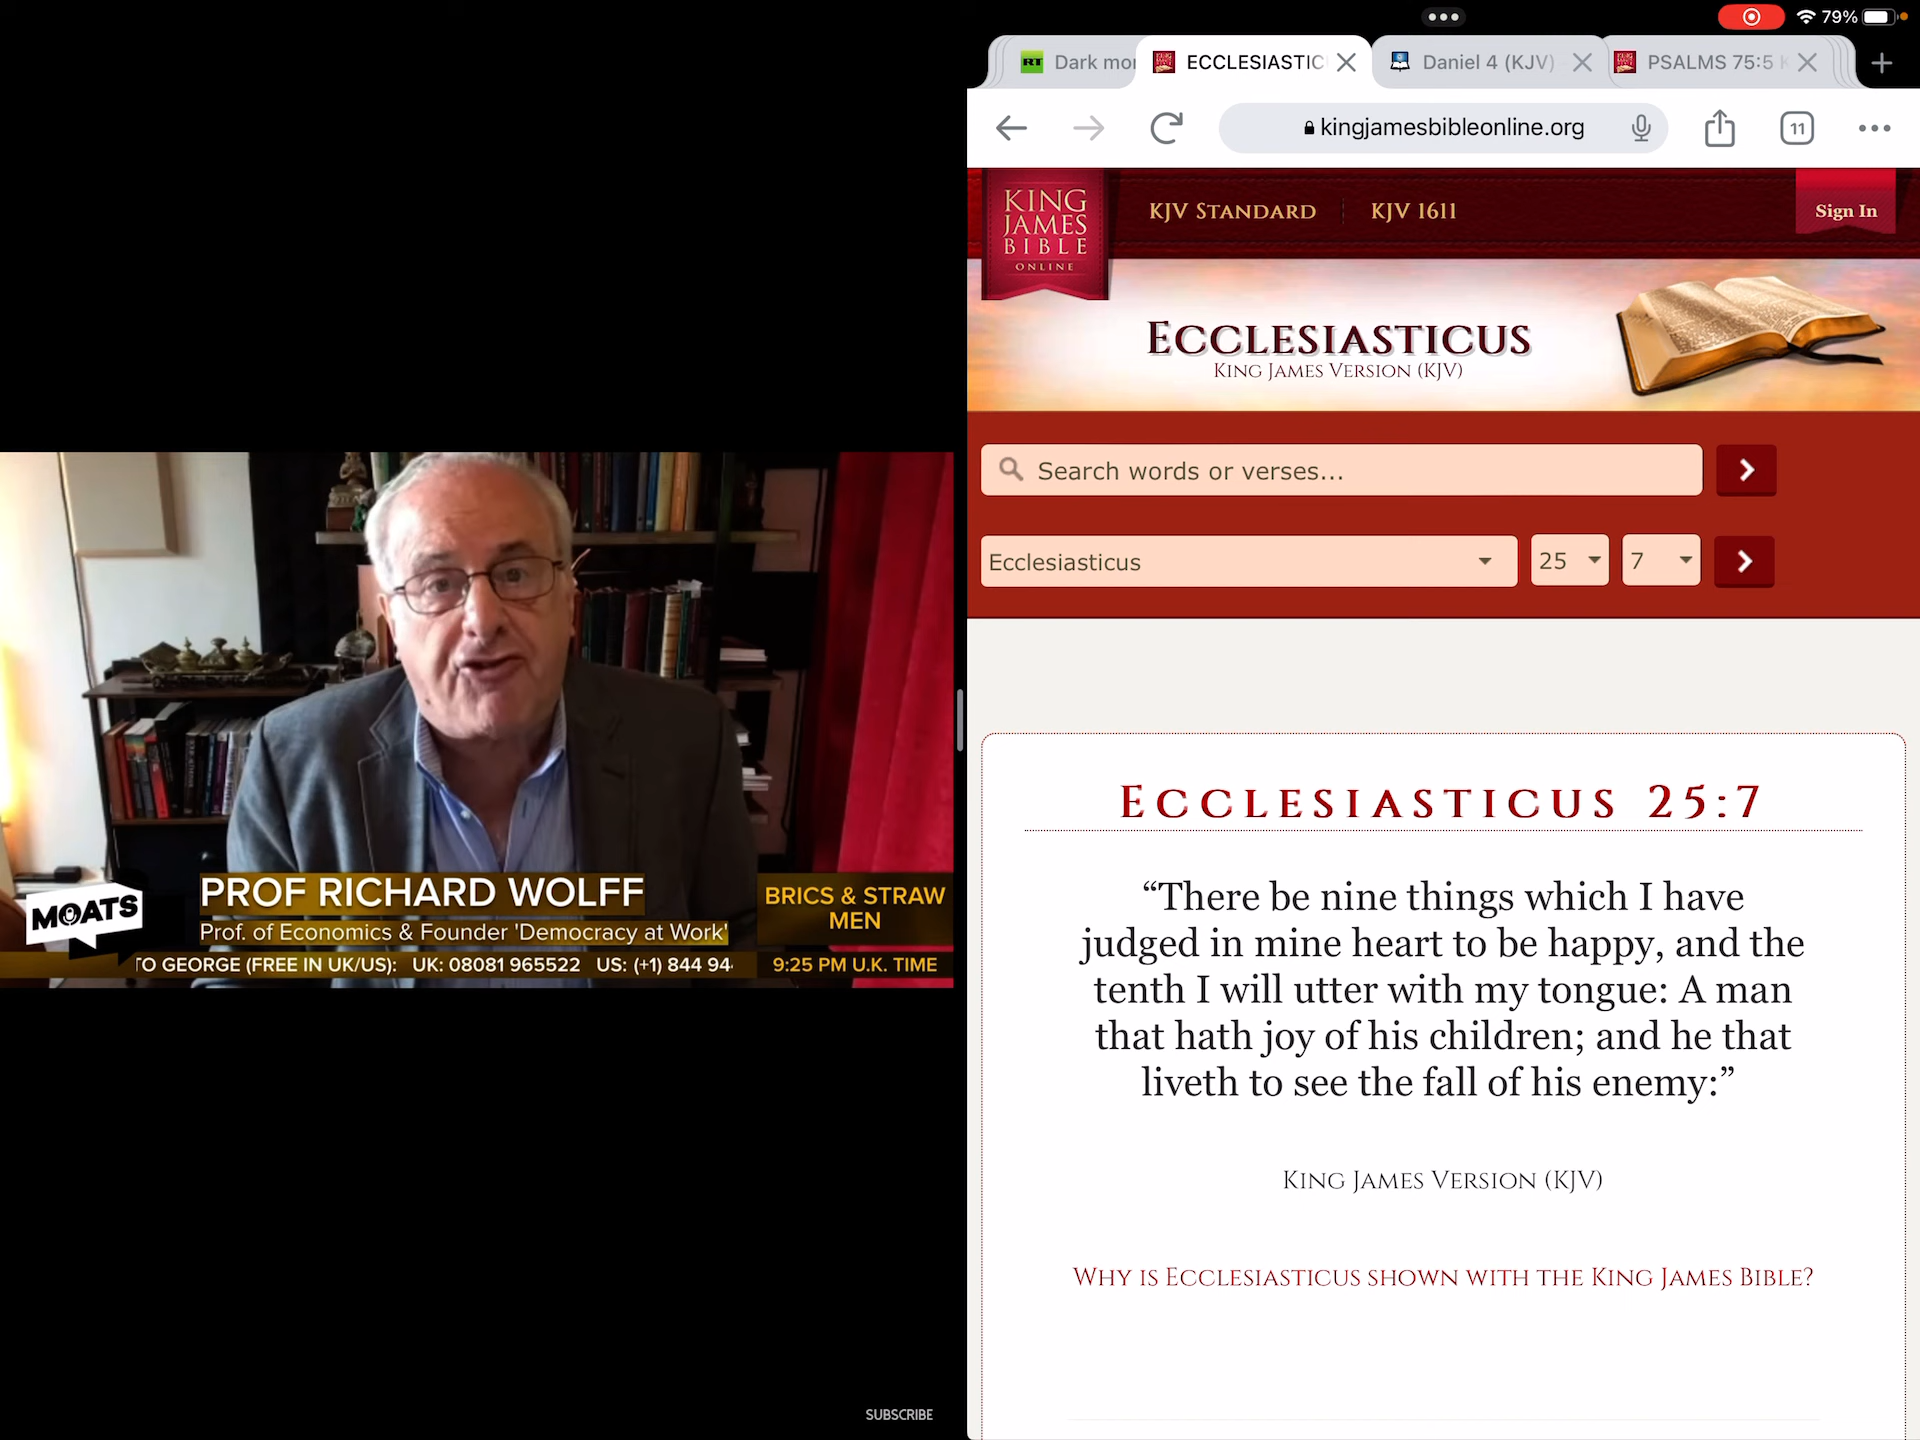 MOATS
PROF RICHARD WOLFF
Prof. of Economics & Founder 'Democracy at Work'
BRICS & STRAW
MEN
TO GEORGE (FREE IN UK/US): UK: 08081 965522 US: (+1) 844 94
9:25 PM U.K. TIME
SUBSCRIBE
79%
RT Dark mo
ECCLESIASTIC
Daniel 4 (KJV)
PSALMS 75:5 K
kingjamesbibleonline.org
11
KING
JAMES
BIBLE
ONLINE
KJV STANDARD
KJV 1611
Sign In
ECCLESIASTICUS
KING JAMES VERSION (KJV)
Search words or verses...
Ecclesiasticus
25
7
ECCLESIASTICUS 25:7
“There be nine things which I have
judged in mine heart to be happy, and the
tenth I will utter with my tongue: A man
that hath joy of his children; and he that
liveth to see the fall of his enemy:”
KING JAMES VERSION (KJV)
WHY IS ECCLESIASTICUS SHOWN WITH THE KING JAMES BIBLE?